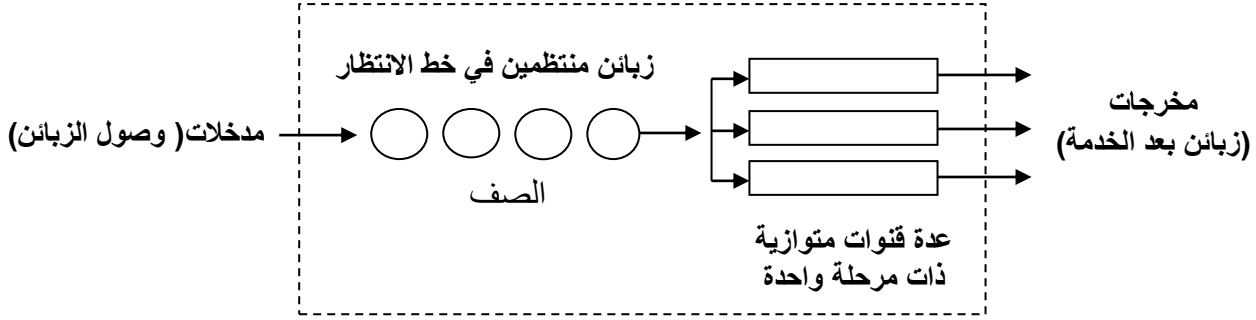 زبائن منتظمين في خط الانتظار
مدخلات( وصول الزبائن)
الصف
مخرجات
(زبائن بعد الخدمة)
عدة قنوات متوازية
ذات مرحلة واحدة